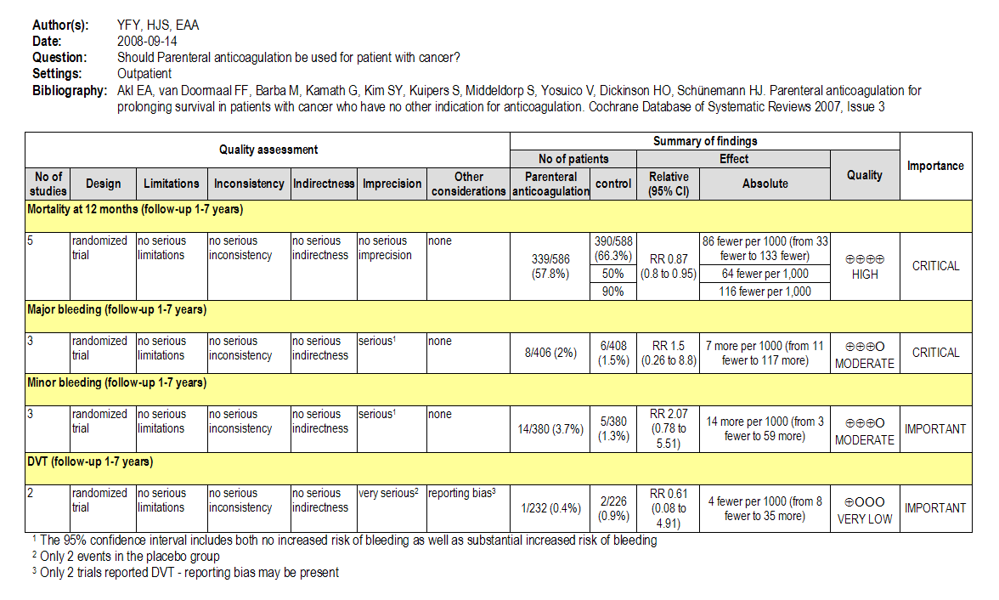 Author(s): YFY, HJS, EAA
Date: 2008-09-14
Question: Should Parenteral anticoagulation be used for patient with cancer?
Settings: Outpatient
Bibliography: Akl EA, van Doormaal FF, Barba M, Kamath G, Kim SY, Kuipers S, Middeldorp S, Yosuico V, Dickinson HO, Schünemann HJ. Parenteral anticoagulation for
prolonging survival in patients with cancer who have no other indication for anticoagulation. Cochrane Database of Systematic Reviews 2007, Issue 3
Quality assessment
Summary of findings
Importance
No of patients
Effect
Quality
No of
studies
Design
Limitations
Inconsistency
Indirectness
Imprecision
Other
considerations
Parenteral
anticoagulation
control
Relative
(95% CI)
Absolute
Mortality at 12 months (follow-up 1-7 years)
5
randomized
trial
no serious
limitations
no serious
inconsistency
no serious
indirectness
no serious
imprecision
none
339/586
(57.8%)
390/588
(66.3%)
50%
90%
RR 0.87
(0.8 to 0.95)
86 fewer per 1000 (from 33
fewer to 133 fewer)
64 fewer per 1,000
116 fewer per 1,000
⊕⊕⊕⊕
HIGH
CRITICAL
Major bleeding (follow-up 1-7 years)
3
randomized
trial
no serious
limitations
no serious
inconsistency
no serious
indirectness
serious¹
none
8/406 (2%)
6/408
(1.5%)
RR 1.5
(0.26 to 8.8)
7 more per 1000 (from 11
fewer to 117 more)
⊕⊕⊕O
MODERATE
CRITICAL
Minor bleeding (follow-up 1-7 years)
3
randomized
trial
no serious
limitations
no serious
inconsistency
no serious
indirectness
serious¹
none
14/380 (3.7%)
5/380
(1.3%)
RR 2.07
(0.78 to
5.51)
14 more per 1000 (from 3
fewer to 59 more)
⊕⊕⊕O
MODERATE
IMPORTANT
DVT (follow-up 1-7 years)
2
randomized
trial
no serious
limitations
no serious
inconsistency
no serious
indirectness
very serious²
reporting bias³
1/232 (0.4%)
2/226
(0.9%)
RR 0.61
(0.08 to
4.91)
4 fewer per 1000 (from 8
fewer to 35 more)
⊕OOO
VERY LOW
IMPORTANT
¹ The 95% confidence interval includes both no increased risk of bleeding as well as substantial increased risk of bleeding
² Only 2 events in the placebo group
³ Only 2 trials reported DVT - reporting bias may be present